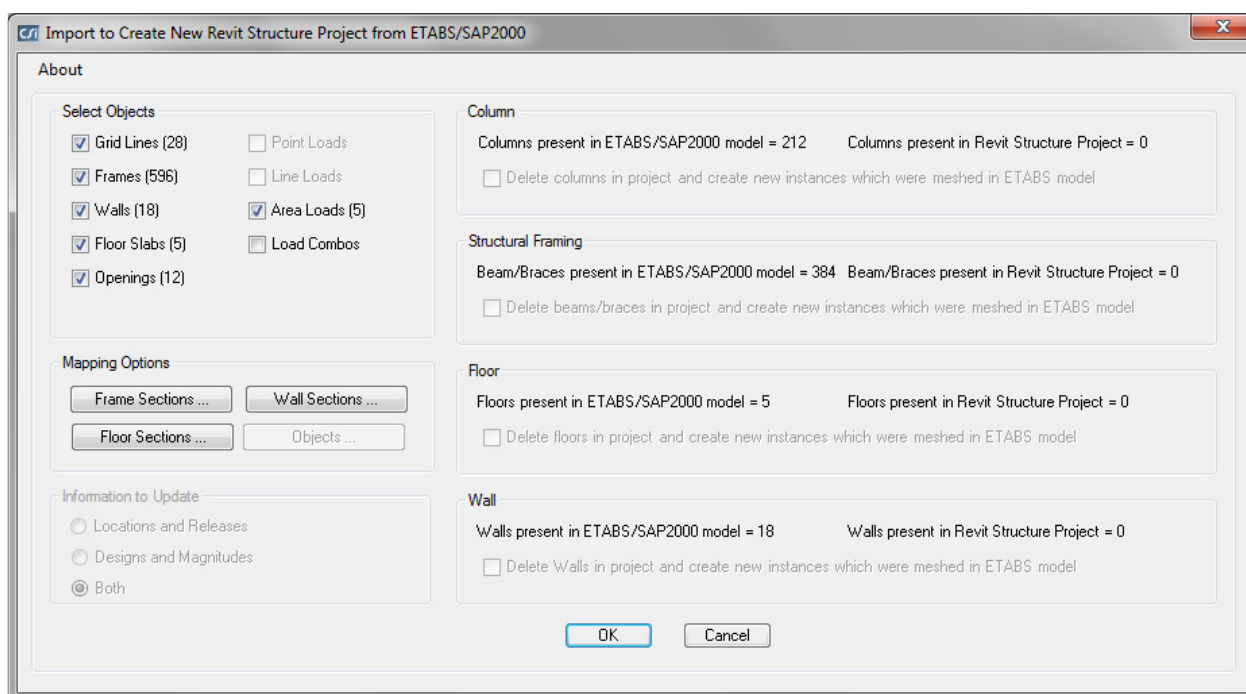 CSi Import to Create New Revit Structure Project from ETABS/SAP2000
About
Select Objects
Grid Lines (28)
Point Loads
Frames (596)
Line Loads
Walls (18)
Area Loads (5)
Floor Slabs (5)
Load Combos
Openings (12)
Mapping Options
Frame Sections ...
Wall Sections ...
Floor Sections ...
Objects ...
Information to Update
Locations and Releases
Designs and Magnitudes
Both
Column
Columns present in ETABS/SAP2000 model = 212
Columns present in Revit Structure Project = 0
Delete columns in project and create new instances which were meshed in ETABS model
Structural Framing
Beam/Braces present in ETABS/SAP2000 model = 384
Beam/Braces present in Revit Structure Project = 0
Delete beams/braces in project and create new instances which were meshed in ETABS model
Floor
Floors present in ETABS/SAP2000 model = 5
Floors present in Revit Structure Project = 0
Delete floors in project and create new instances which were meshed in ETABS model
Wall
Walls present in ETABS/SAP2000 model = 18
Walls present in Revit Structure Project = 0
Delete Walls in project and create new instances which were meshed in ETABS model
OK
Cancel